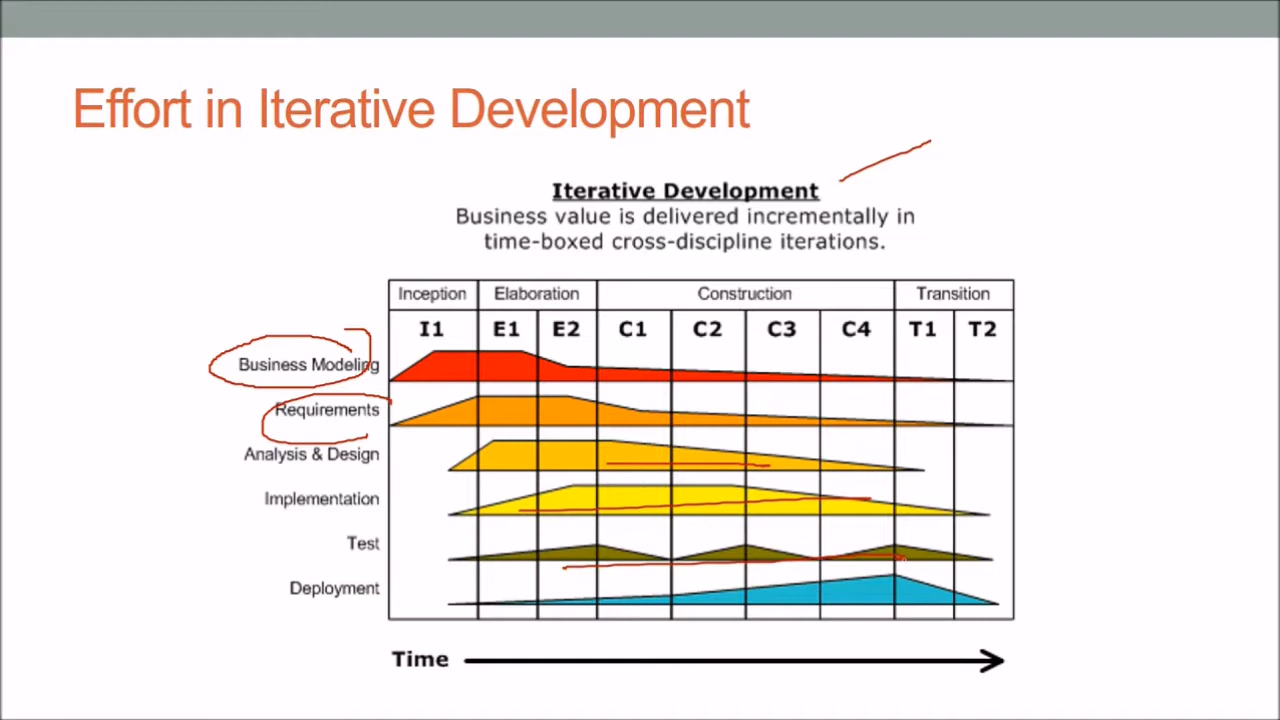 Effort in Iterative Development
Iterative Development
Business value is delivered incrementally in
time-boxed cross-discipline iterations.
Inception Elaboration Construction Transition
I1 E1 E2 C1 C2 C3 C4 T1 T2
Business Modeling
Requirements
Analysis & Design
Implementation
Test
Deployment
Time